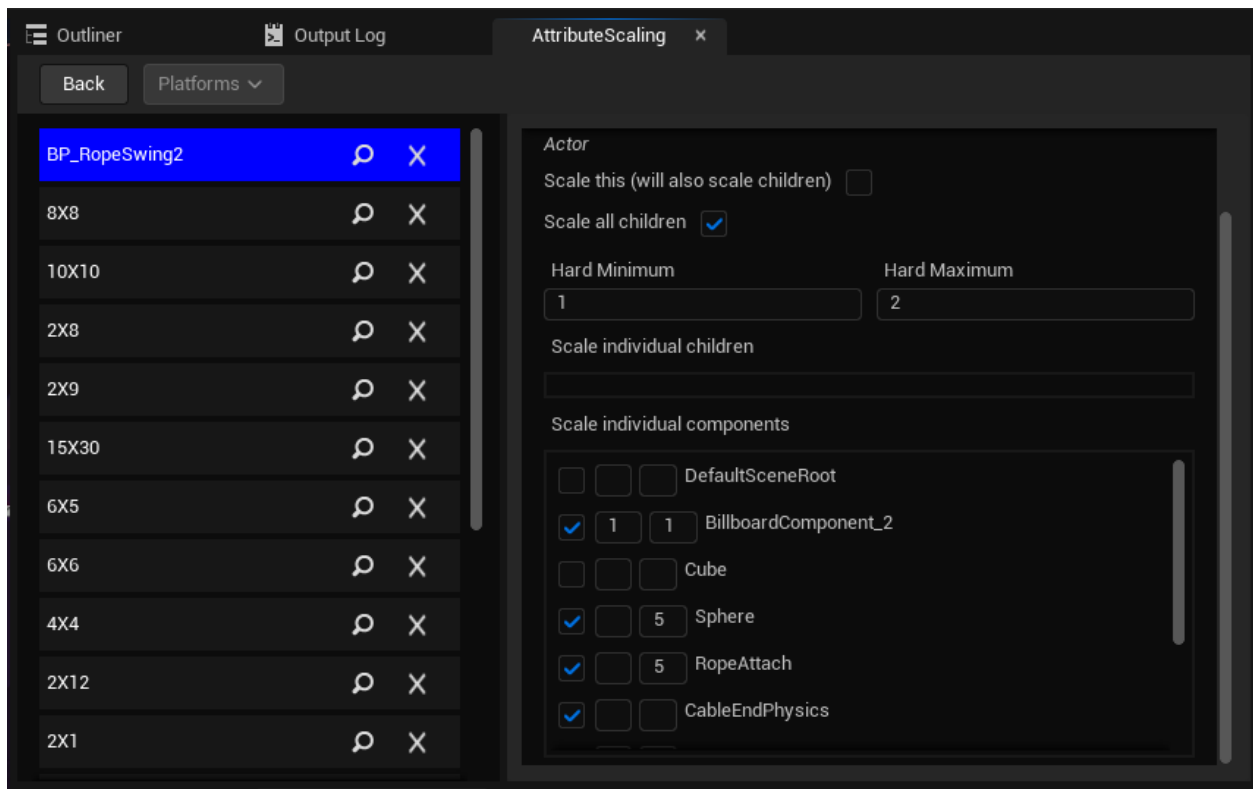 Outliner
Output Log
AttributeScaling
Back
Platforms
BP_RopeSwing2
8X8
10X10
2X8
2X9
15X30
6X5
6X6
4X4
2X12
2X1
Actor
Scale this (will also scale children)
Scale all children
Hard Minimum Hard Maximum
1 2
Scale individual children
Scale individual components
DefaultSceneRoot
1 1 BillboardComponent_2
Cube
5 Sphere
5 RopeAttach
CableEndPhysics